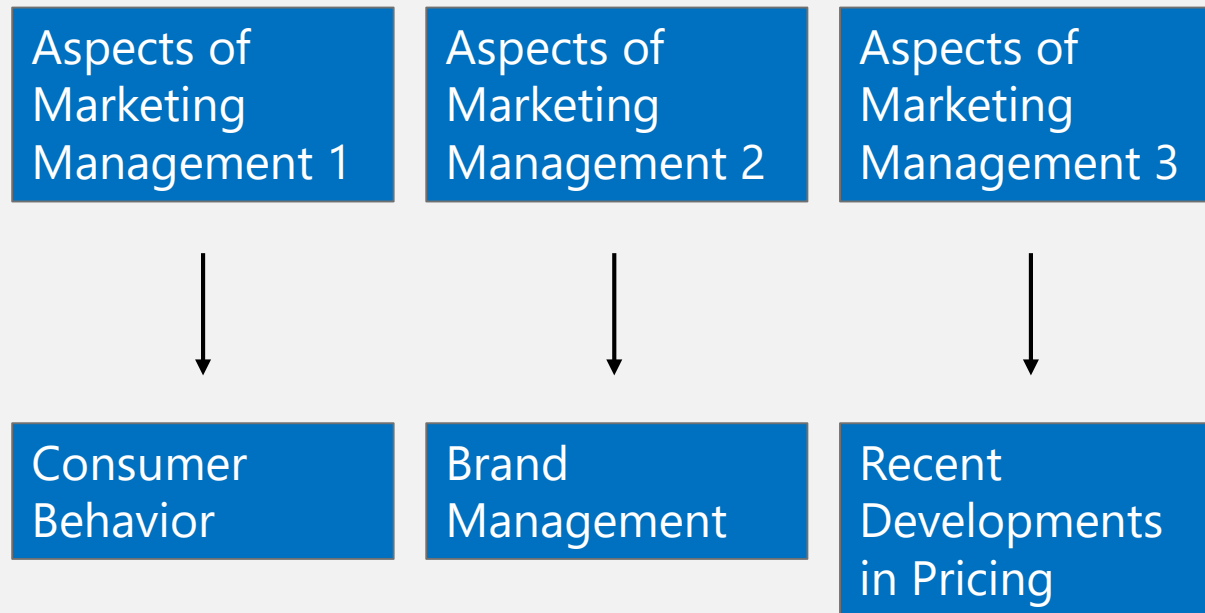 Aspects of
Marketing
Management 1
Aspects of
Marketing
Management 2
Aspects of
Marketing
Management 3
Consumer
Behavior
Brand
Management
Recent
Developments
in Pricing